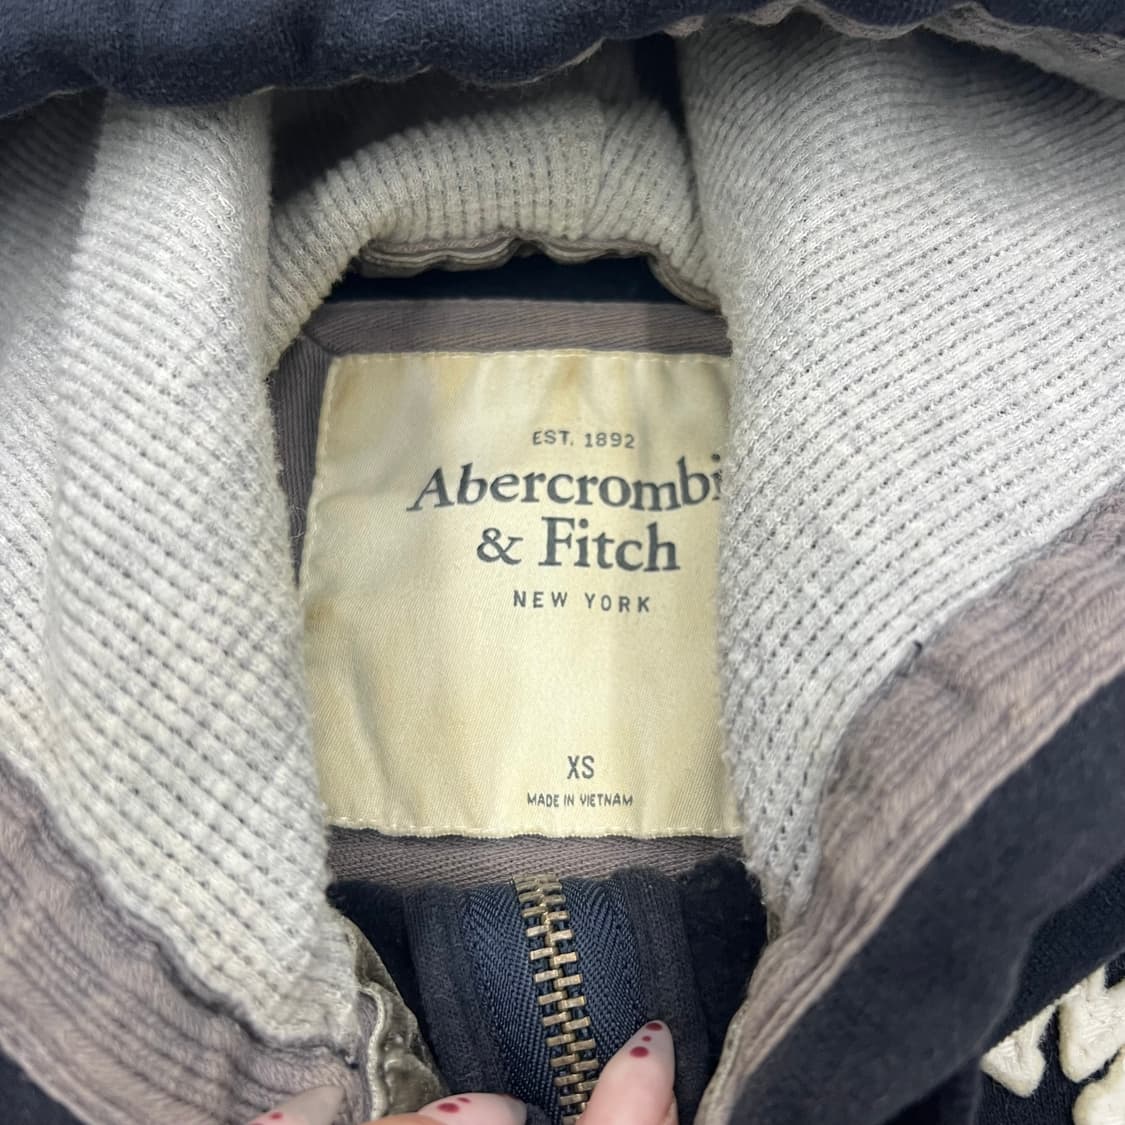 EST. 1892
Abercrombi
& Fitch
NEW YORK
XS
MADE IN VIETNAM